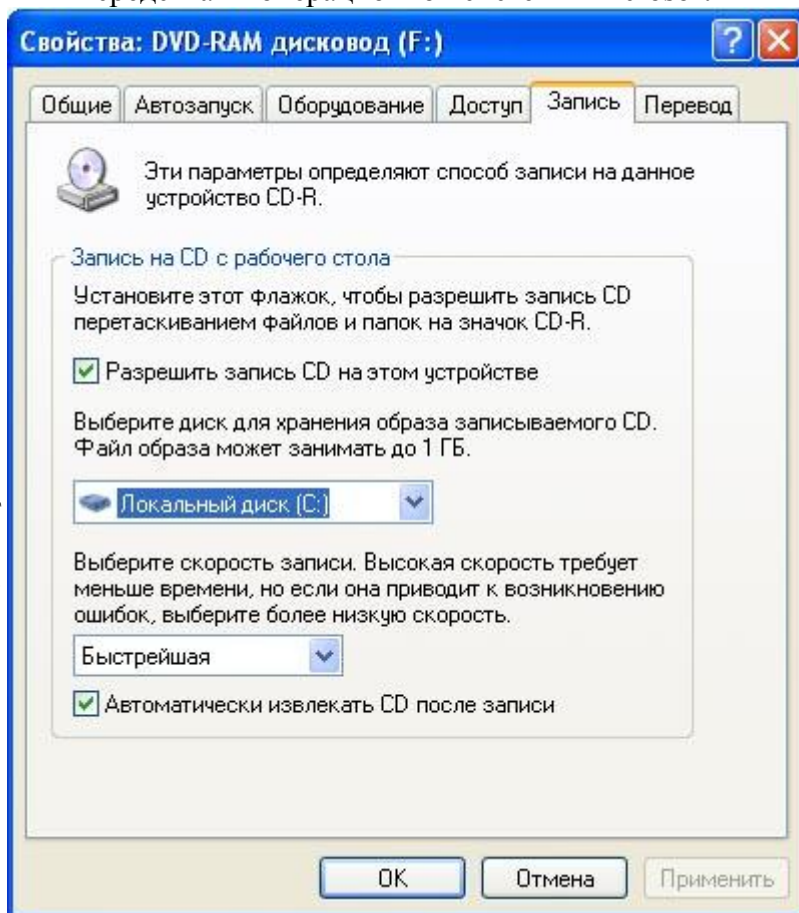 Свойства: DVD-RAM дисковод (F:)
Общие Автозапуск Оборудование Доступ Запись Перевод
Эти параметры определяют способ записи на данное
устройство CD-R.
Запись на CD с рабочего стола
Установите этот флажок, чтобы разрешить запись CD
перетаскиванием файлов и папок на значок CD-R.
Разрешить запись CD на этом устройстве
Выберите диск для хранения образа записываемого CD.
Файл образа может занимать до 1 ГБ.
Локальный диск (C:)
Выберите скорость записи. Высокая скорость требует
меньше времени, но если она приводит к возникновению
ошибок, выберите более низкую скорость.
Быстрейшая
Автоматически извлекать CD после записи
OK Отмена Применить